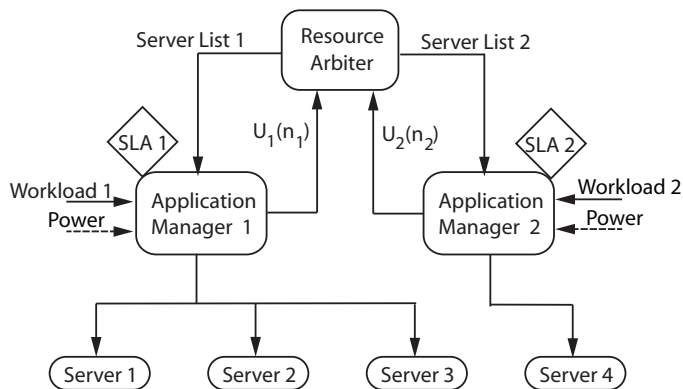 Resource
Arbiter
Server List 1
Server List 2
U1(n1)
U2(n2)
SLA 1
SLA 2
Workload 1
Power
Application
Manager 1
Application
Manager 2
Workload 2
Power
Server 1
Server 2
Server 3
Server 4